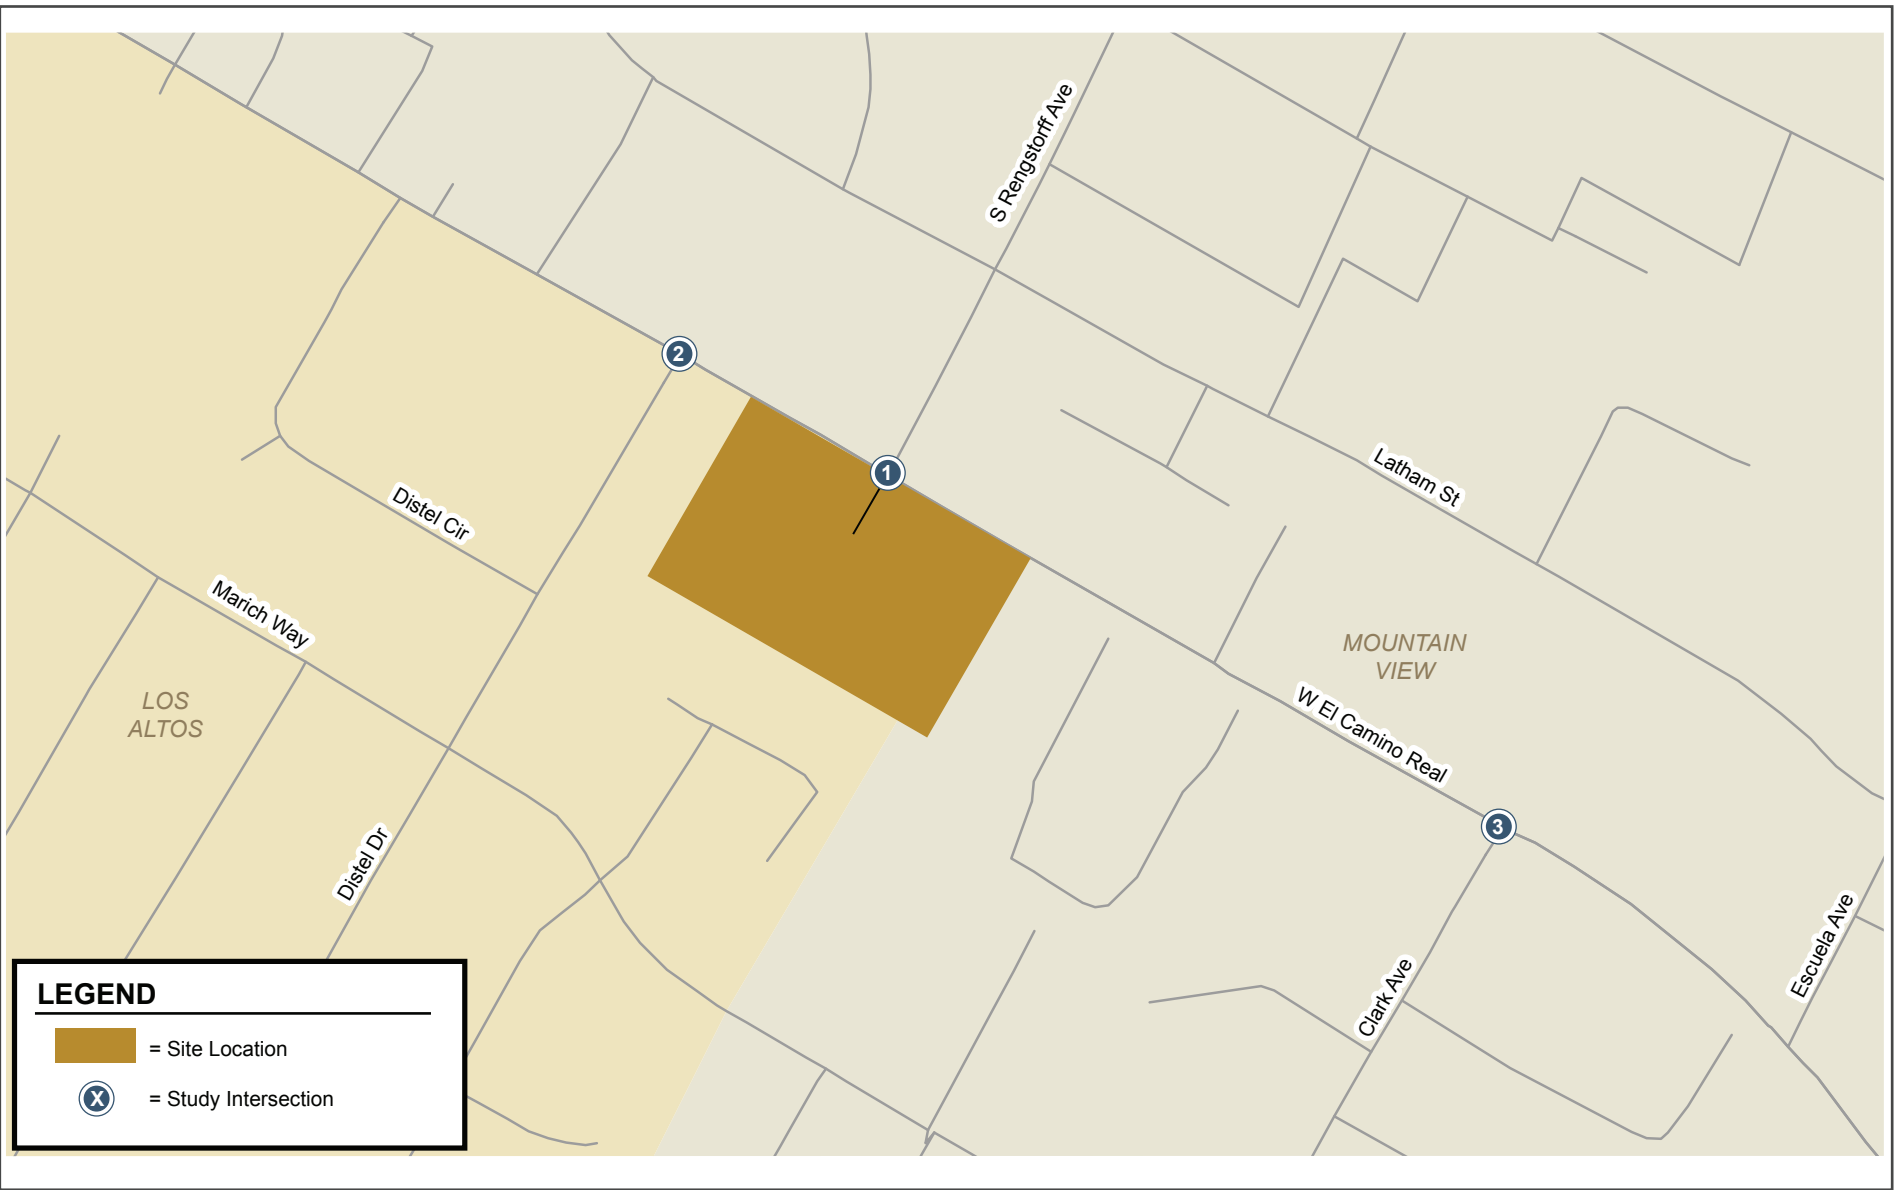 S Rengstorff Ave
2
1
Latham St
Distel Cir
Marich Way
MOUNTAIN
VIEW
LOS
ALTOS
W El Camino Real
3
Distel Dr
Escuela Ave
Clark Ave
LEGEND
= Site Location
X
= Study Intersection